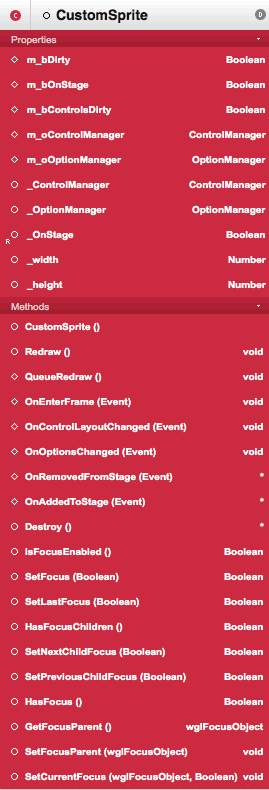 C CustomSprite D
Properties
m_bDirty Boolean
m_bOnStage Boolean
m_bControlsDirty Boolean
m_oControlManager ControlManager
m_oOptionManager OptionManager
_ControlManager ControlManager
_OptionManager OptionManager
R _OnStage Boolean
_width Number
_height Number
Methods
CustomSprite ()
Redraw () void
QueueRedraw () void
OnEnterFrame (Event) void
OnControlLayoutChanged (Event) void
OnOptionsChanged (Event) void
OnRemovedFromStage (Event) *
OnAddedToStage (Event) *
Destroy () *
IsFocusEnabled () Boolean
SetFocus (Boolean) Boolean
SetLastFocus (Boolean) Boolean
HasFocusChildren () Boolean
SetNextChildFocus (Boolean) Boolean
SetPreviousChildFocus (Boolean) Boolean
HasFocus () Boolean
GetFocusParent () wglFocusObject
SetFocusParent (wglFocusObject) void
SetCurrentFocus (wglFocusObject, Boolean) void